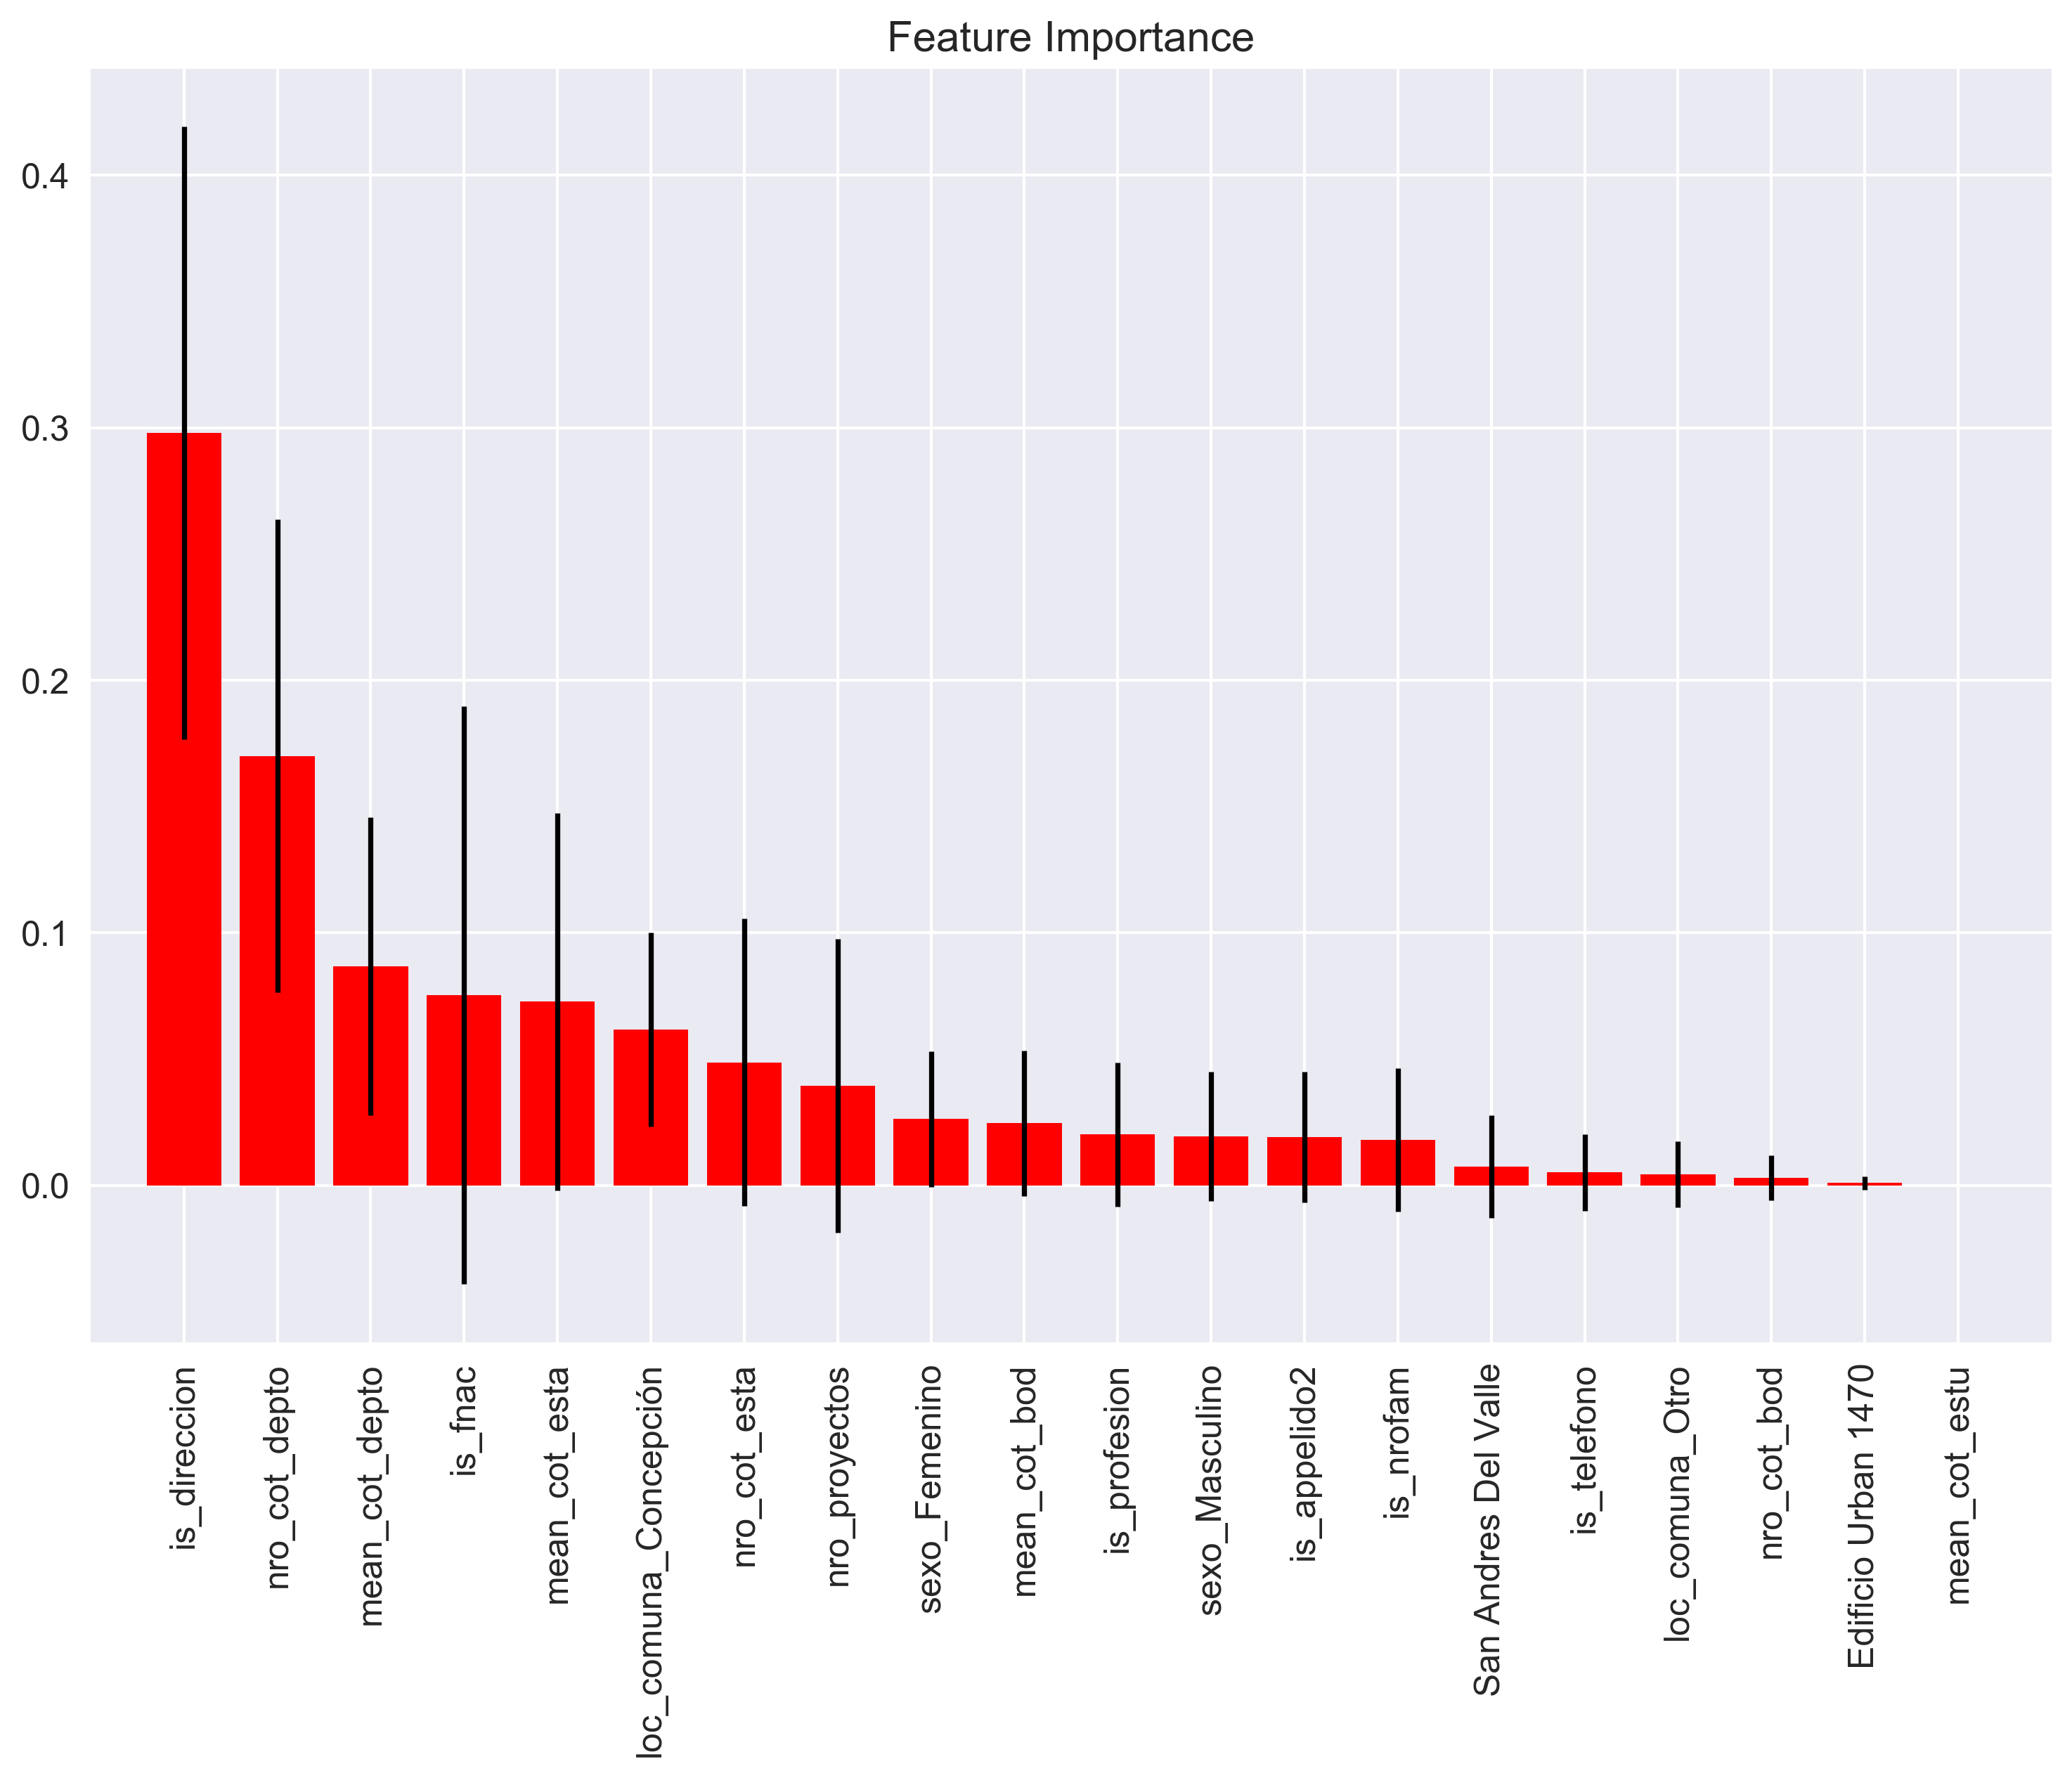 Feature Importance
0.4
0.3
0.2
0.1
0.0
is_direccion
nro_cot_depto
mean_cot_depto
is_fnac
mean_cot_esta
loc_comuna_Concepción
nro_cot_esta
nro_proyectos
sexo_Femenino
mean_cot_bod
is_profesion
sexo_Masculino
is_appelido2
is_nrofam
San Andres Del Valle
is_telefono
loc_comuna_Otro
nro_cot_bod
Edificio Urban 1470
mean_cot_estu